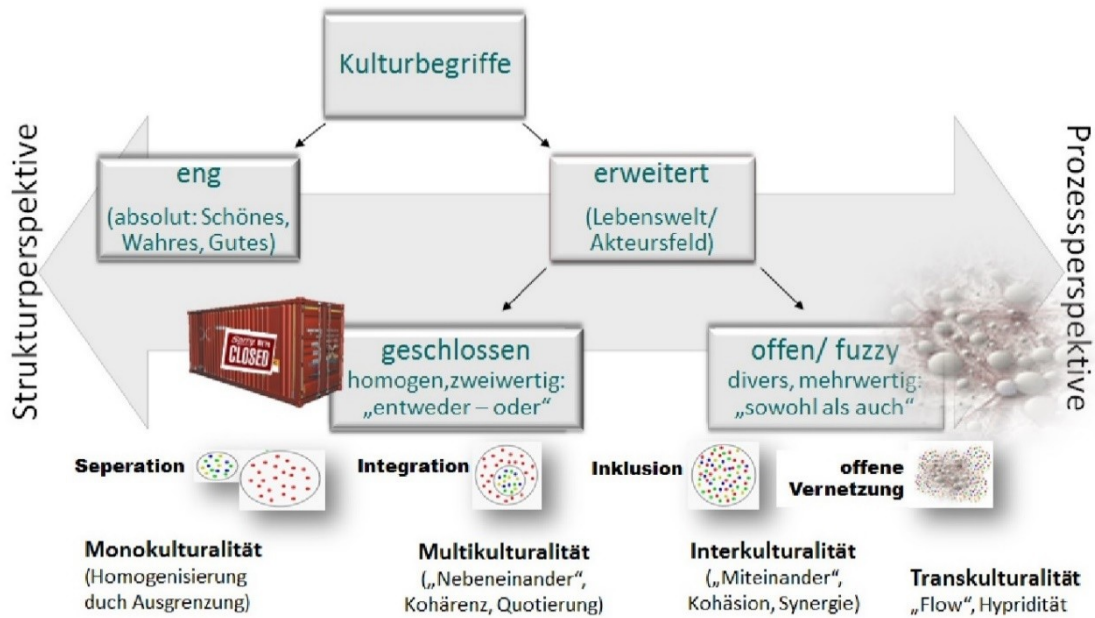 Kulturbegriffe
Strukturperspektive
Prozessperspektive
eng
(absolut: Schönes,
Wahres, Gutes)
erweitert
(Lebenswelt/
Akteursfeld)
CLOSED
geschlossen
homogen,zweiwertig:
„entweder – oder“
offen/ fuzzy
divers, mehrwertig:
„sowohl als auch“
Seperation
Integration
Inklusion
offene
Vernetzung
Monokulturalität
(Homogenisierung
duch Ausgrenzung)
Multikulturalität
(„Nebeneinander“,
Kohärenz, Quotierung)
Interkulturalität
(„Miteinander“,
Kohäsion, Synergie)
Transkulturalität
„Flow“, Hypridität